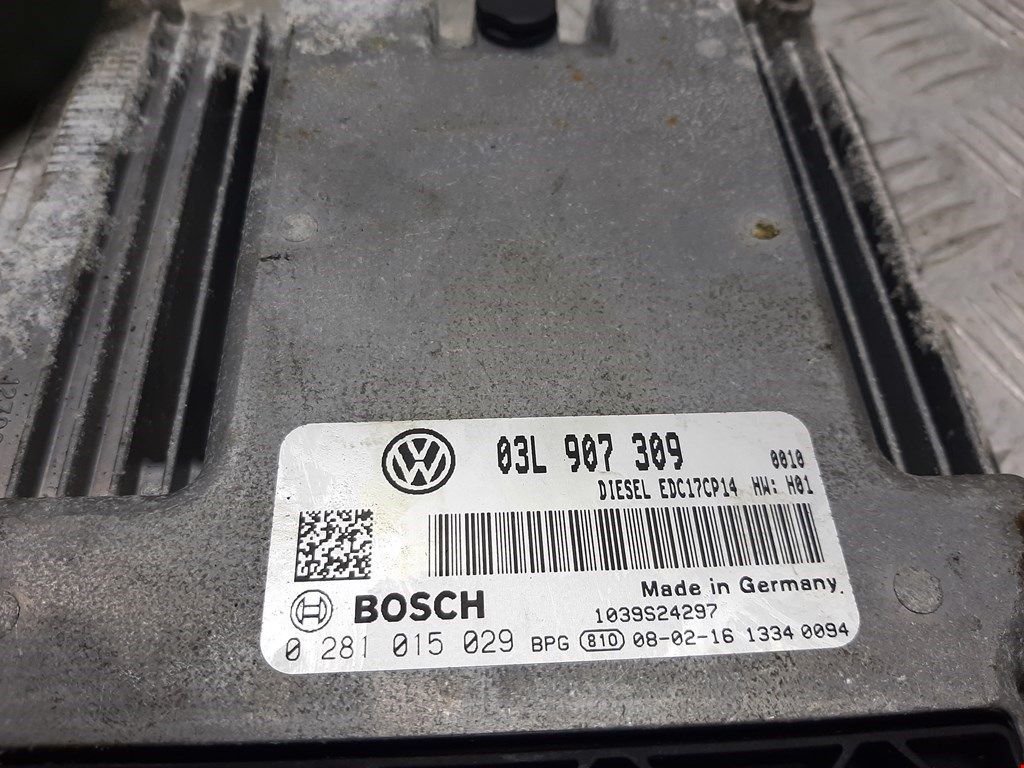 03L 907 309
0010
DIESEL EDC17CP14 HW: H01
Made in Germany.
BOSCH
1039S24297
0 281 015 029 BPG 810 08-02-16 1334 0094